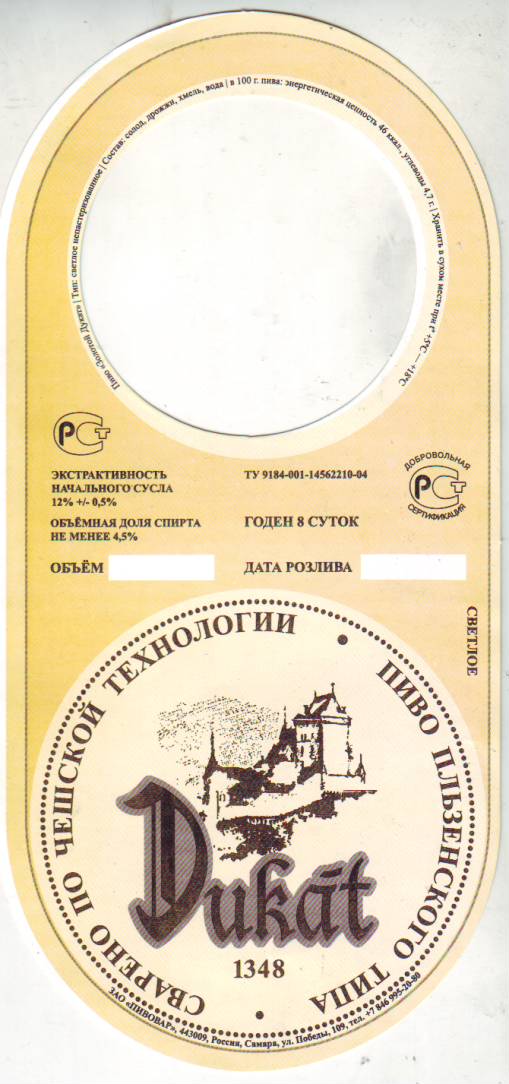 Пиво «Золотой Дукат» | Тип: светлое непастеризованное | Состав: солод, дрожжи, хмель, вода | в 100 г. пива: энергетическая ценность 46 ккал., углеводы 4,7 г. | Хранить в сухом месте при t° +5°С — +18°С
РСТ
ЭКСТРАКТИВНОСТЬ
НАЧАЛЬНОГО СУСЛА
12% +/- 0,5%
ОБЪЁМНАЯ ДОЛЯ СПИРТА
НЕ МЕНЕЕ 4,5%
ОБЪЁМ
ТУ 9184-001-14562210-04
ГОДЕН 8 СУТОК
ДАТА РОЗЛИВА
ДОБРОВОЛЬНАЯ
РСТ
СЕРТИФИКАЦИЯ
СВЕТЛОЕ
СВАРЕНО ПО ЧЕШСКОЙ ТЕХНОЛОГИИ • ПИВО ПЛЬЗЕНСКОГО ТИПА •
Dukát
1348
ЗАО «ПИВОВАР», 443009, Россия, Самара, ул. Победы, 109, тел. +7 846 995-20-80